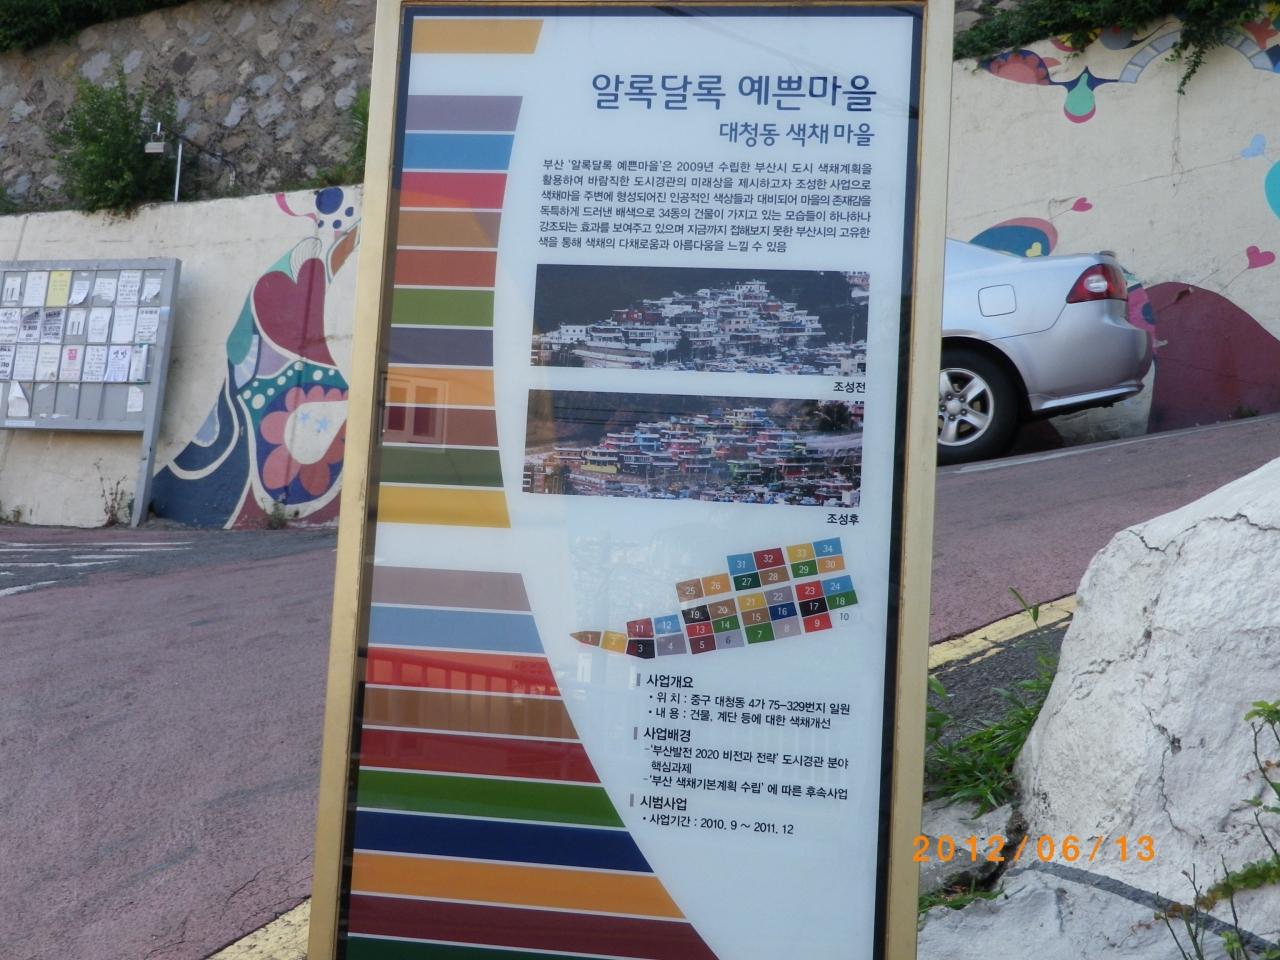 알록달록 예쁜마을
대청동 색채 마을
부산 '알록달록 예쁜마을'은 2009년 수립한 부산시 도시 색채계획을
활용하여 바람직한 도시경관의 미래상을 제시하고자 조성한 사업으로
색채마을 주변에 형성되어진 인공적인 색상들과 대비되어 마을의 존재감을
독특하게 드러낸 배색으로 34동의 건물이 가지고 있는 모습들이 하나하나
강조되는 효과를 보여주고 있으며 지금까지 접해보지 못한 부산시의 고유한
색을 통해 색채의 다채로움과 아름다움을 느낄 수 있음
조성전
조성후
31 32 33 34
25 26 27 28 29 30
19 20 21 22 23 24
11 12 13 14 15 16 17 18
1 2 3 4 5 6 7 8 9 10
사업개요
• 위 치 : 중구 대청동 4가 75-329번지 일원
• 내 용 : 건물, 계단 등에 대한 색채개선
사업배경
-'부산발전 2020 비전과 전략' 도시경관 분야
핵심과제
-'부산 색채기본계획 수립' 에 따른 후속사업
시범사업
• 사업기간 : 2010. 9 ~ 2011. 12
2012/06/13